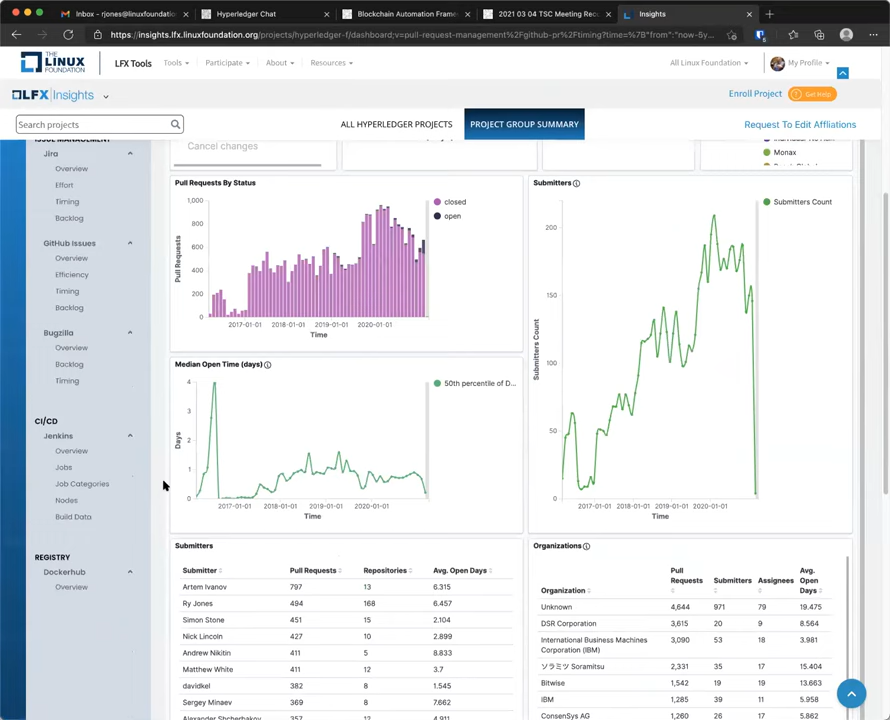 Inbox - rjones@linuxfoundatio
Hyperledger Chat
Blockchain Automation Fram
2021 03 04 TSC Meeting Rec
Insights
https://insights.lfx.linuxfoundation.org/projects/hyperledger-f/dashboard;v=pull-request-management%2Fgithub-pr%2Ftiming?time=%7B"from":"now-5y...
THE LINUX FOUNDATION
LFX Tools
Tools
Participate
About
Resources
All Linux Foundation
My Profile
LFX Insights
Enroll Project
Get Help
Search projects
ALL HYPERLEDGER PROJECTS
PROJECT GROUP SUMMARY
Request To Edit Affliations
ISSUE MANAGEMENT
Jira
Overview
Effort
Timing
Backlog
GitHub Issues
Overview
Efficiency
Timing
Backlog
Bugzilla
Overview
Backlog
Timing
CI/CD
Jenkins
Overview
Jobs
Job Categories
Nodes
Build Data
REGISTRY
Dockerhub
Overview
Cancel changes
Monax
Pull Requests By Status
closed
open
1,000
800
600
400
200
0
Pull Requests
2017-01-01 2018-01-01 2019-01-01 2020-01-01
Time
Submitters
Submitters Count
200
150
100
50
0
Submitters Count
2017-01-01 2018-01-01 2019-01-01 2020-01-01
Time
Median Open Time (days)
50th percentile of D...
4
3
2
1
0
Days
2017-01-01 2018-01-01 2019-01-01 2020-01-01
Time
Submitters
Submitter Pull Requests Repositories Avg. Open Days
Artem Ivanov 797 13 6.315
Ry Jones 494 168 6.457
Simon Stone 451 15 2.104
Nick Lincoln 427 10 2.899
Andrew Nikitin 411 5 8.833
Matthew White 411 12 3.7
davidkel 382 8 1.545
Sergey Minaev 369 8 7.662
Alexander Shcherbakov 357 12 4.911
Organizations
Organization Pull Requests Submitters Assignees Avg. Open Days
Unknown 4,644 971 79 19.475
DSR Corporation 3,615 20 9 8.564
International Business Machines Corporation (IBM) 3,090 53 18 3.981
ソラミツ Soramitsu 2,331 35 17 15.404
Bitwise 1,542 19 19 13.663
IBM 1,285 39 11 5.958
ConsenSys AG 1,260 26 17 5.862